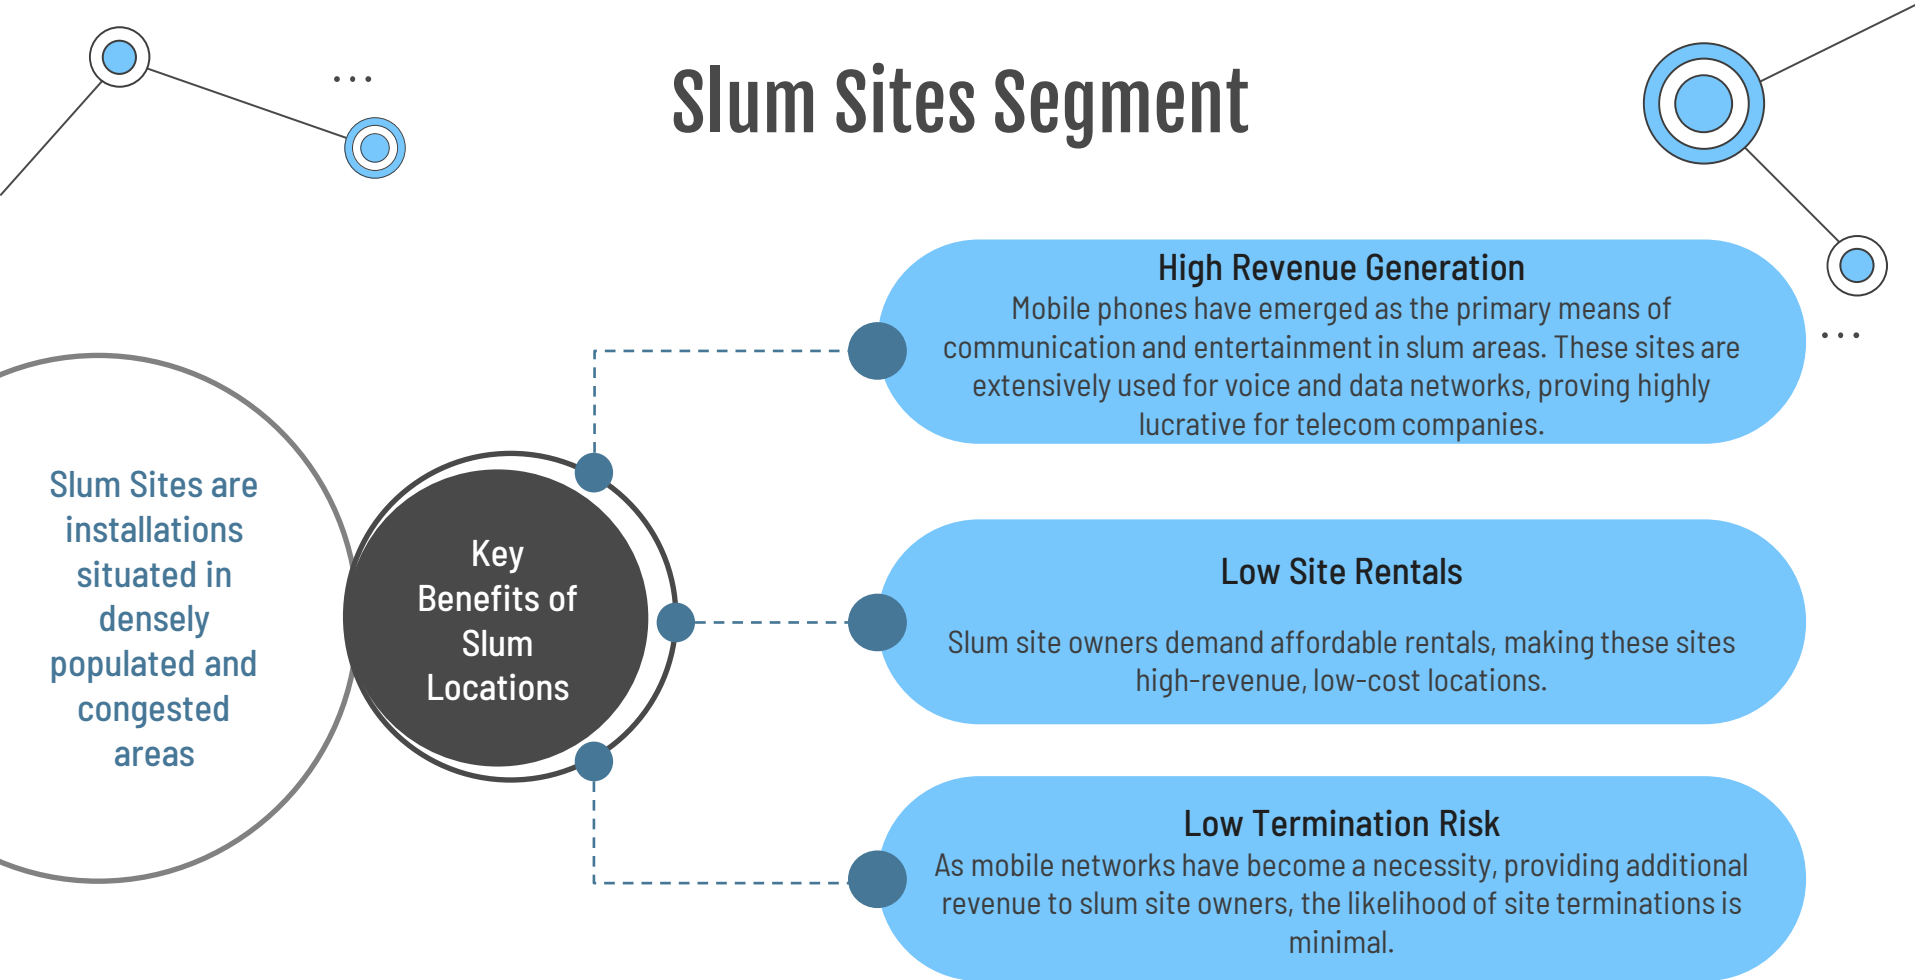 Slum Sites Segment
Slum Sites are
installations
situated in
densely
populated and
congested
areas
Key
Benefits of
Slum
Locations
High Revenue Generation
Mobile phones have emerged as the primary means of
communication and entertainment in slum areas. These sites are
extensively used for voice and data networks, proving highly
lucrative for telecom companies.
Low Site Rentals
Slum site owners demand affordable rentals, making these sites
high-revenue, low-cost locations.
Low Termination Risk
As mobile networks have become a necessity, providing additional
revenue to slum site owners, the likelihood of site terminations is
minimal.